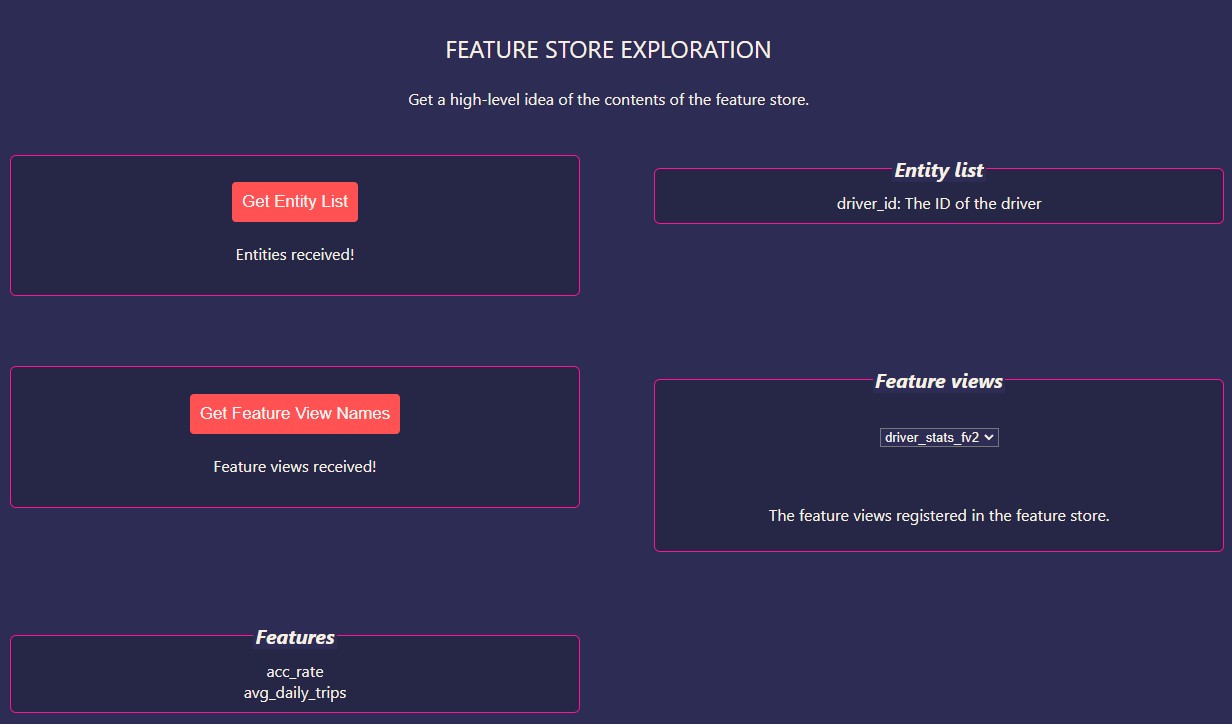 FEATURE STORE EXPLORATION
Get a high-level idea of the contents of the feature store.
Get Entity List
Entities received!
Entity list
driver_id: The ID of the driver
Get Feature View Names
Feature views received!
Feature views
driver_stats_fv2
The feature views registered in the feature store.
Features
acc_rate
avg_daily_trips